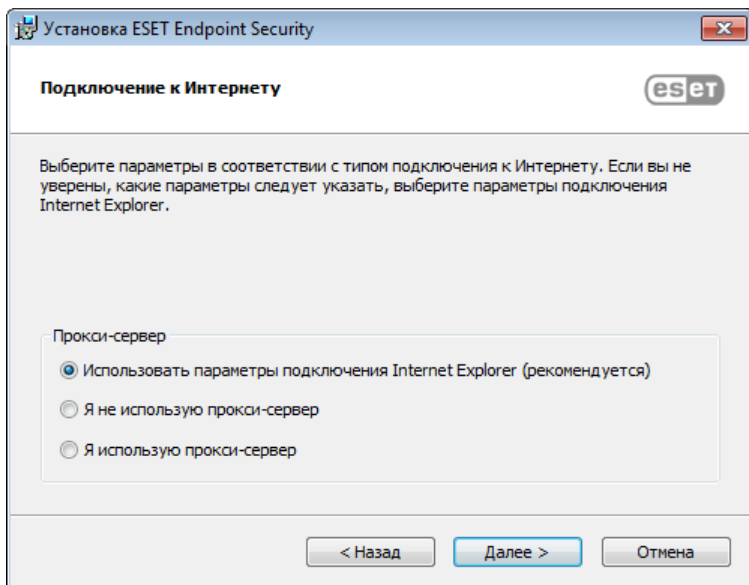 Установка ESET Endpoint Security
Подключение к Интернету
eset
Выберите параметры в соответствии с типом подключения к Интернету. Если вы не
уверены, какие параметры следует указать, выберите параметры подключения
Internet Explorer.
Прокси-сервер
Использовать параметры подключения Internet Explorer (рекомендуется)
Я не использую прокси-сервер
Я использую прокси-сервер
< Назад
Далее >
Отмена